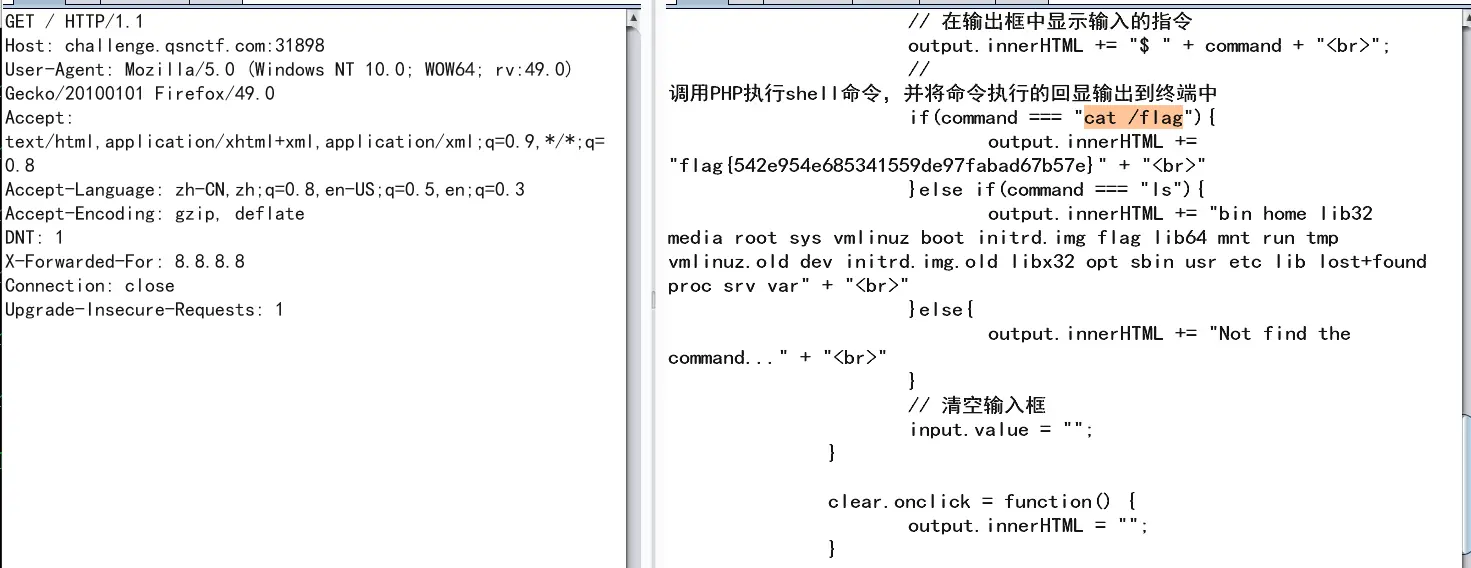 GET / HTTP/1.1
Host: challenge.qsnctf.com:31898
User-Agent: Mozilla/5.0 (Windows NT 10.0; WOW64; rv:49.0)
Gecko/20100101 Firefox/49.0
Accept:
text/html,application/xhtml+xml,application/xml;q=0.9,*/*;q=
0.8
Accept-Language: zh-CN,zh;q=0.8,en-US;q=0.5,en;q=0.3
Accept-Encoding: gzip, deflate
DNT: 1
X-Forwarded-For: 8.8.8.8
Connection: close
Upgrade-Insecure-Requests: 1
// 在输出框中显示输入的指令
output.innerHTML += "$ " + command + "<br>";
//
调用PHP执行shell命令，并将命令执行的回显输出到终端中
if(command === "cat /flag"){
output.innerHTML +=
"flag{542e954e685341559de97fabad67b57e}" + "<br>"
}else if(command === "ls"){
output.innerHTML += "bin home lib32
media root sys vmlinuz boot initrd.img flag lib64 mnt run tmp
vmlinuz.old dev initrd.img.old libx32 opt sbin usr etc lib lost+found
proc srv var" + "<br>"
}else{
output.innerHTML += "Not find the
command..." + "<br>"
}
// 清空输入框
input.value = "";
}
clear.onclick = function() {
output.innerHTML = "";
}